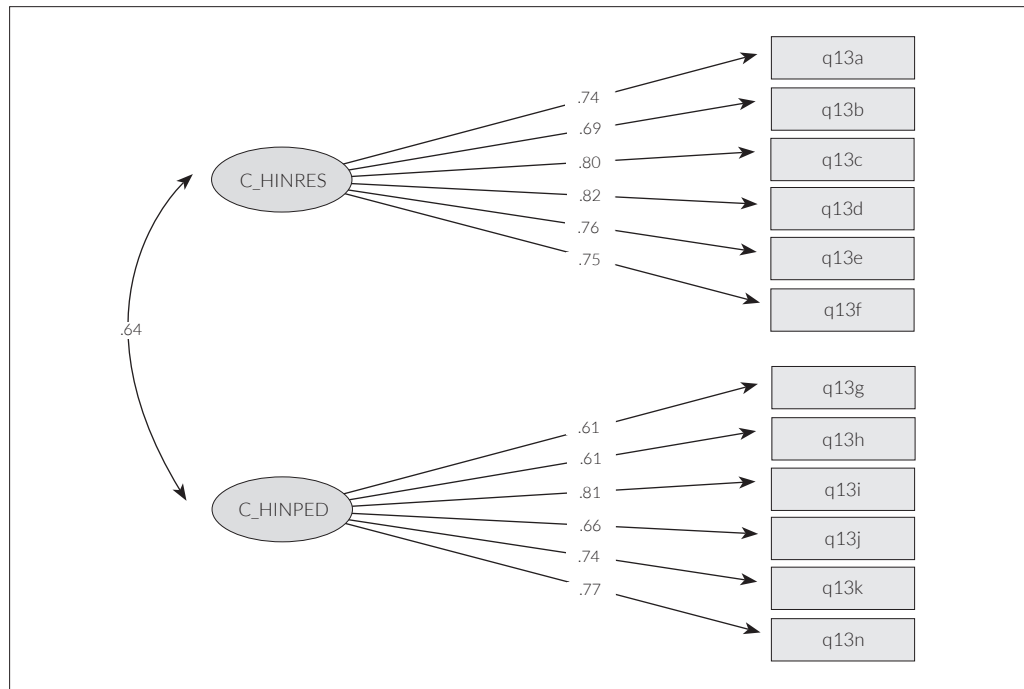 q13a
.74
q13b
.69
q13c
.80
C_HINRES
.82
q13d
.76
q13e
.75
q13f
.64
q13g
.61
q13h
.61
q13i
.81
C_HINPED
.66
q13j
.74
q13k
.77
q13n